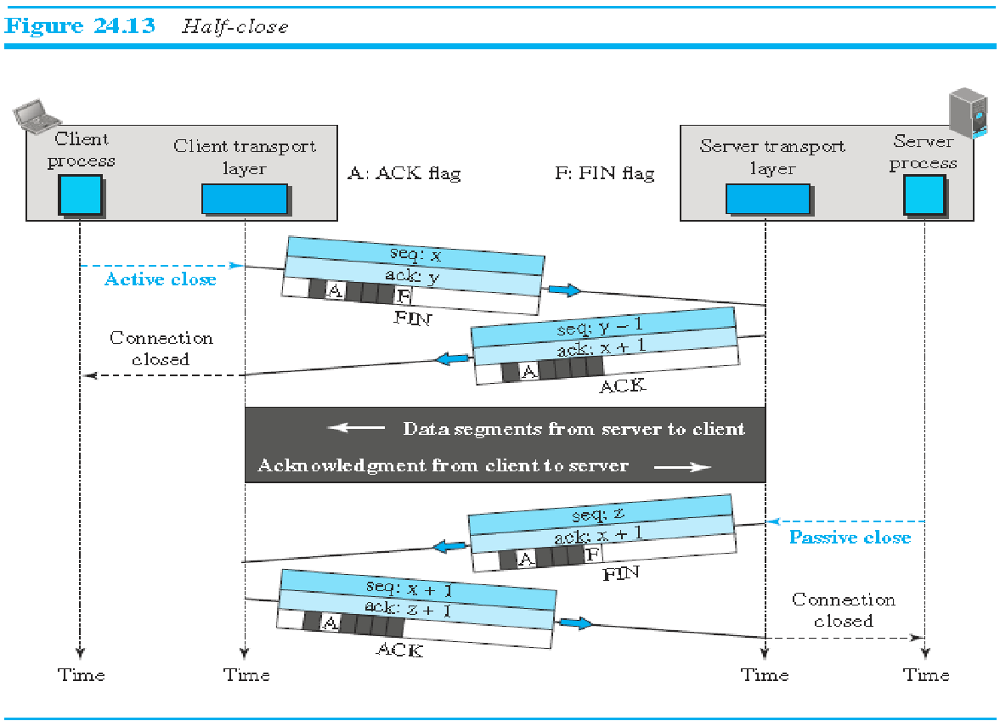 Figure 24.13 Half-close
Client
process
Client transport
layer
A: ACK flag
F: FIN flag
Server transport
layer
Server
process
Active close
seq: x
ack: y
A
F
FIN
Connection
closed
seq: y – 1
ack: x + 1
A
ACK
Data segments from server to client
Acknowledgment from client to server
seq: z
ack: x + 1
A
F
FIN
Passive close
seq: x + 1
ack: z + 1
A
ACK
Connection
closed
Time
Time
Time
Time